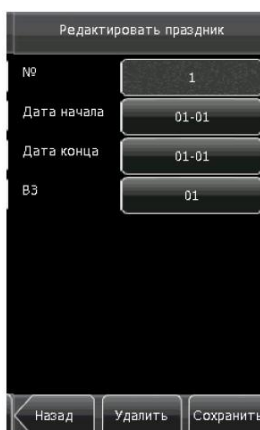 Редактировать праздник
№ 1
Дата начала 01-01
Дата конца 01-01
ВЗ 01
Назад Удалить Сохранить